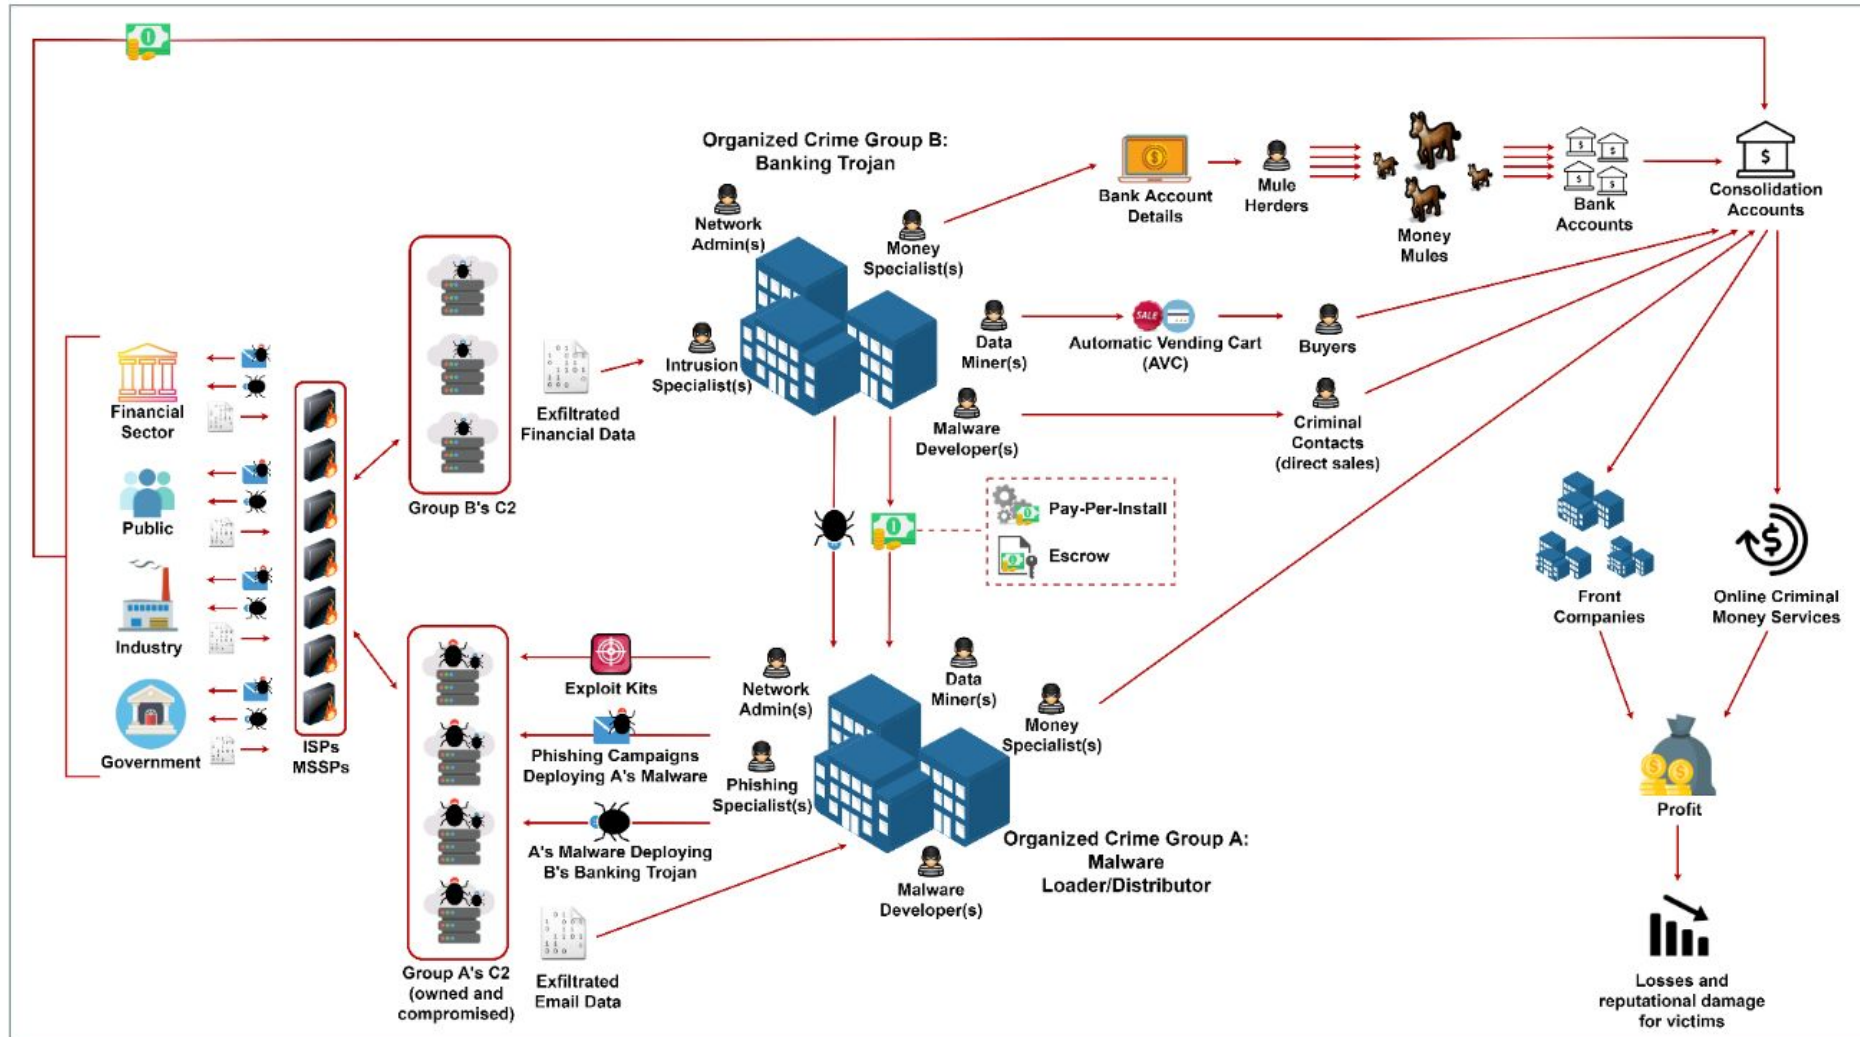 Organized Crime Group B:
Banking Trojan
Network
Admin(s)
Money
Specialist(s)
Intrusion
Specialist(s)
Data
Miner(s)
Malware
Developer(s)
Bank Account
Details
Mule
Herders
Money
Mules
Bank
Accounts
Consolidation
Accounts
SALE
Automatic Vending Cart
(AVC)
Buyers
Criminal
Contacts
(direct sales)
Financial
Sector
Public
Industry
Government
ISPs
MSSPs
Group B's C2
Exfiltrated
Financial Data
Pay-Per-Install
Escrow
Front
Companies
Online Criminal
Money Services
Profit
Losses and
reputational damage
for victims
Exploit Kits
Phishing Campaigns
Deploying A's Malware
A's Malware Deploying
B's Banking Trojan
Group A's C2
(owned and
compromised)
Exfiltrated
Email Data
Network
Admin(s)
Data
Miner(s)
Money
Specialist(s)
Phishing
Specialist(s)
Malware
Developer(s)
Organized Crime Group A:
Malware
Loader/Distributor